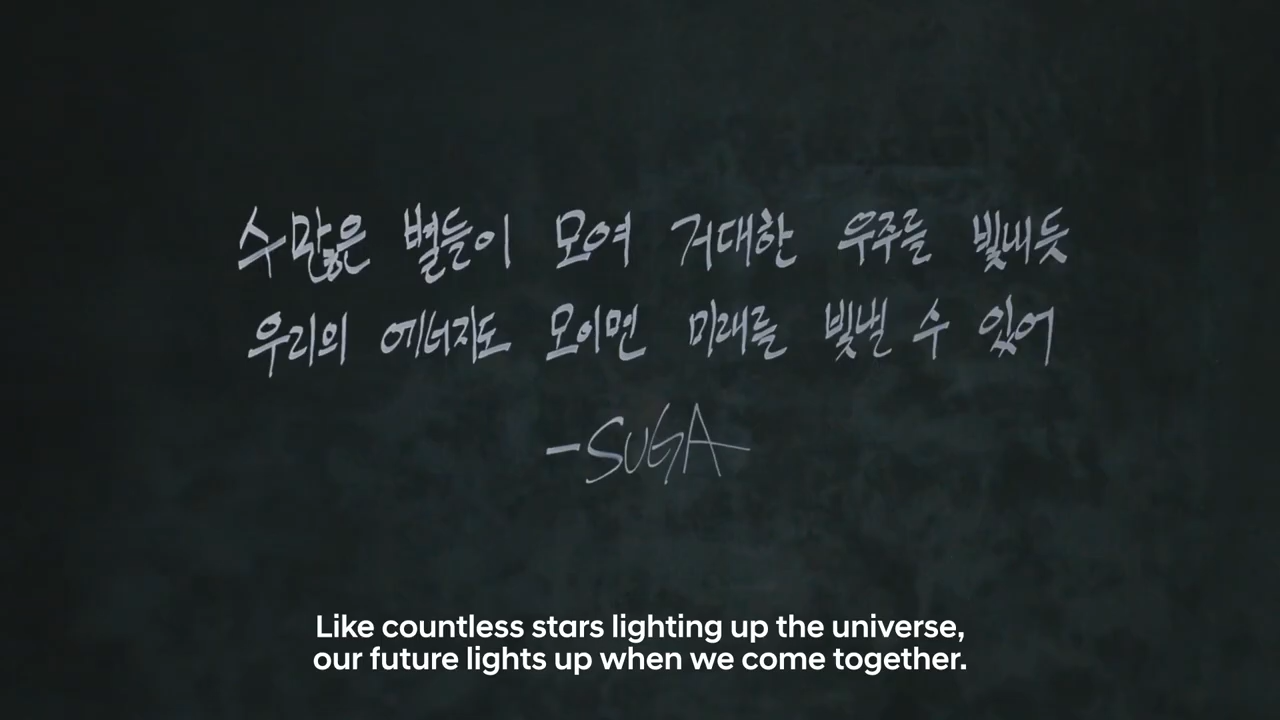 수많은 별들이 모여 거대한 우주를 빛내듯
우리의 에너지도 모이면 미래를 빛낼 수 있어
-SUGA
Like countless stars lighting up the universe,
our future lights up when we come together.